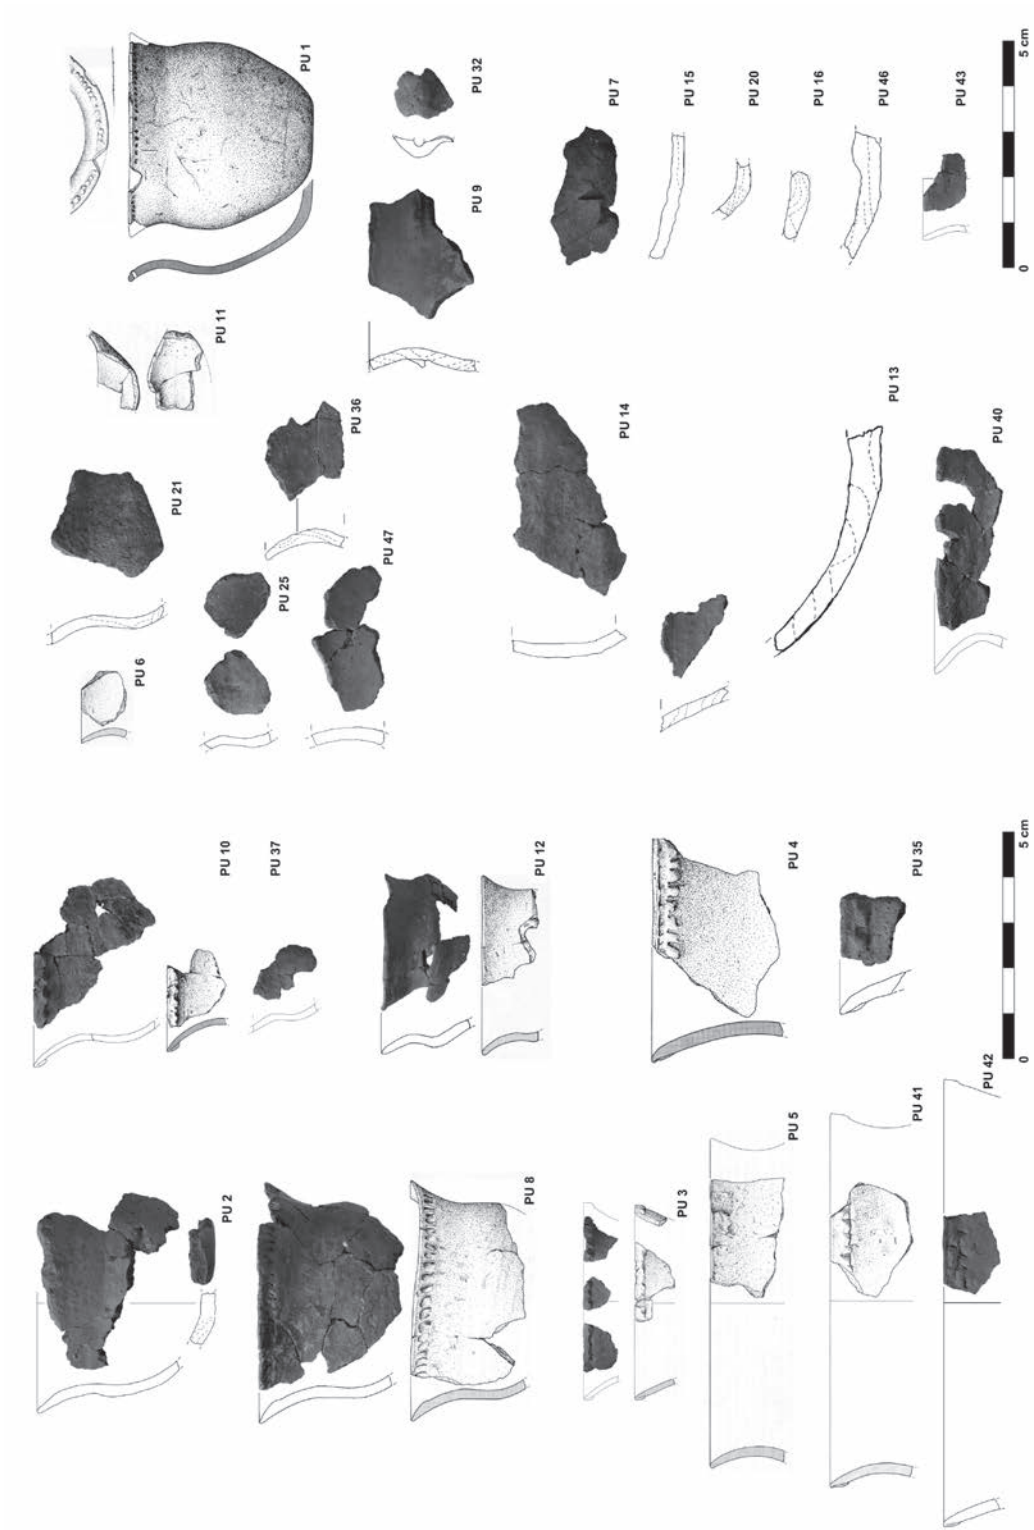 PU 6
PU 21
PU 2
PU 10
PU 11
PU 37
PU 25
PU 1
PU 36
PU 47
PU 9
PU 32
PU 8
PU 12
PU 14
PU 7
PU 3
PU 15
PU 20
PU 5
PU 4
PU 16
PU 13
PU 46
PU 41
PU 35
PU 43
PU 42
PU 40
0 5 cm 0 5 cm